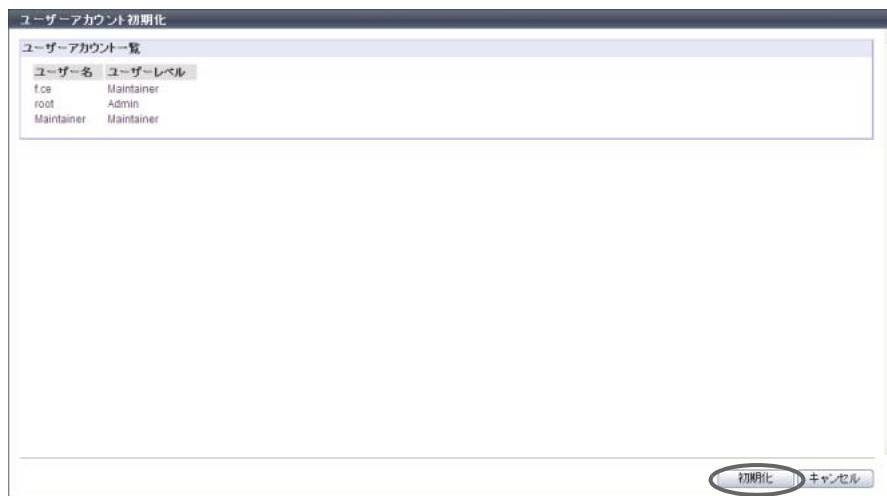 ユーザーアカウント初期化
ユーザーアカウント一覧
ユーザー名 ユーザーレベル
f.ce Maintainer
root Admin
Maintainer Maintainer
初期化 キャンセル